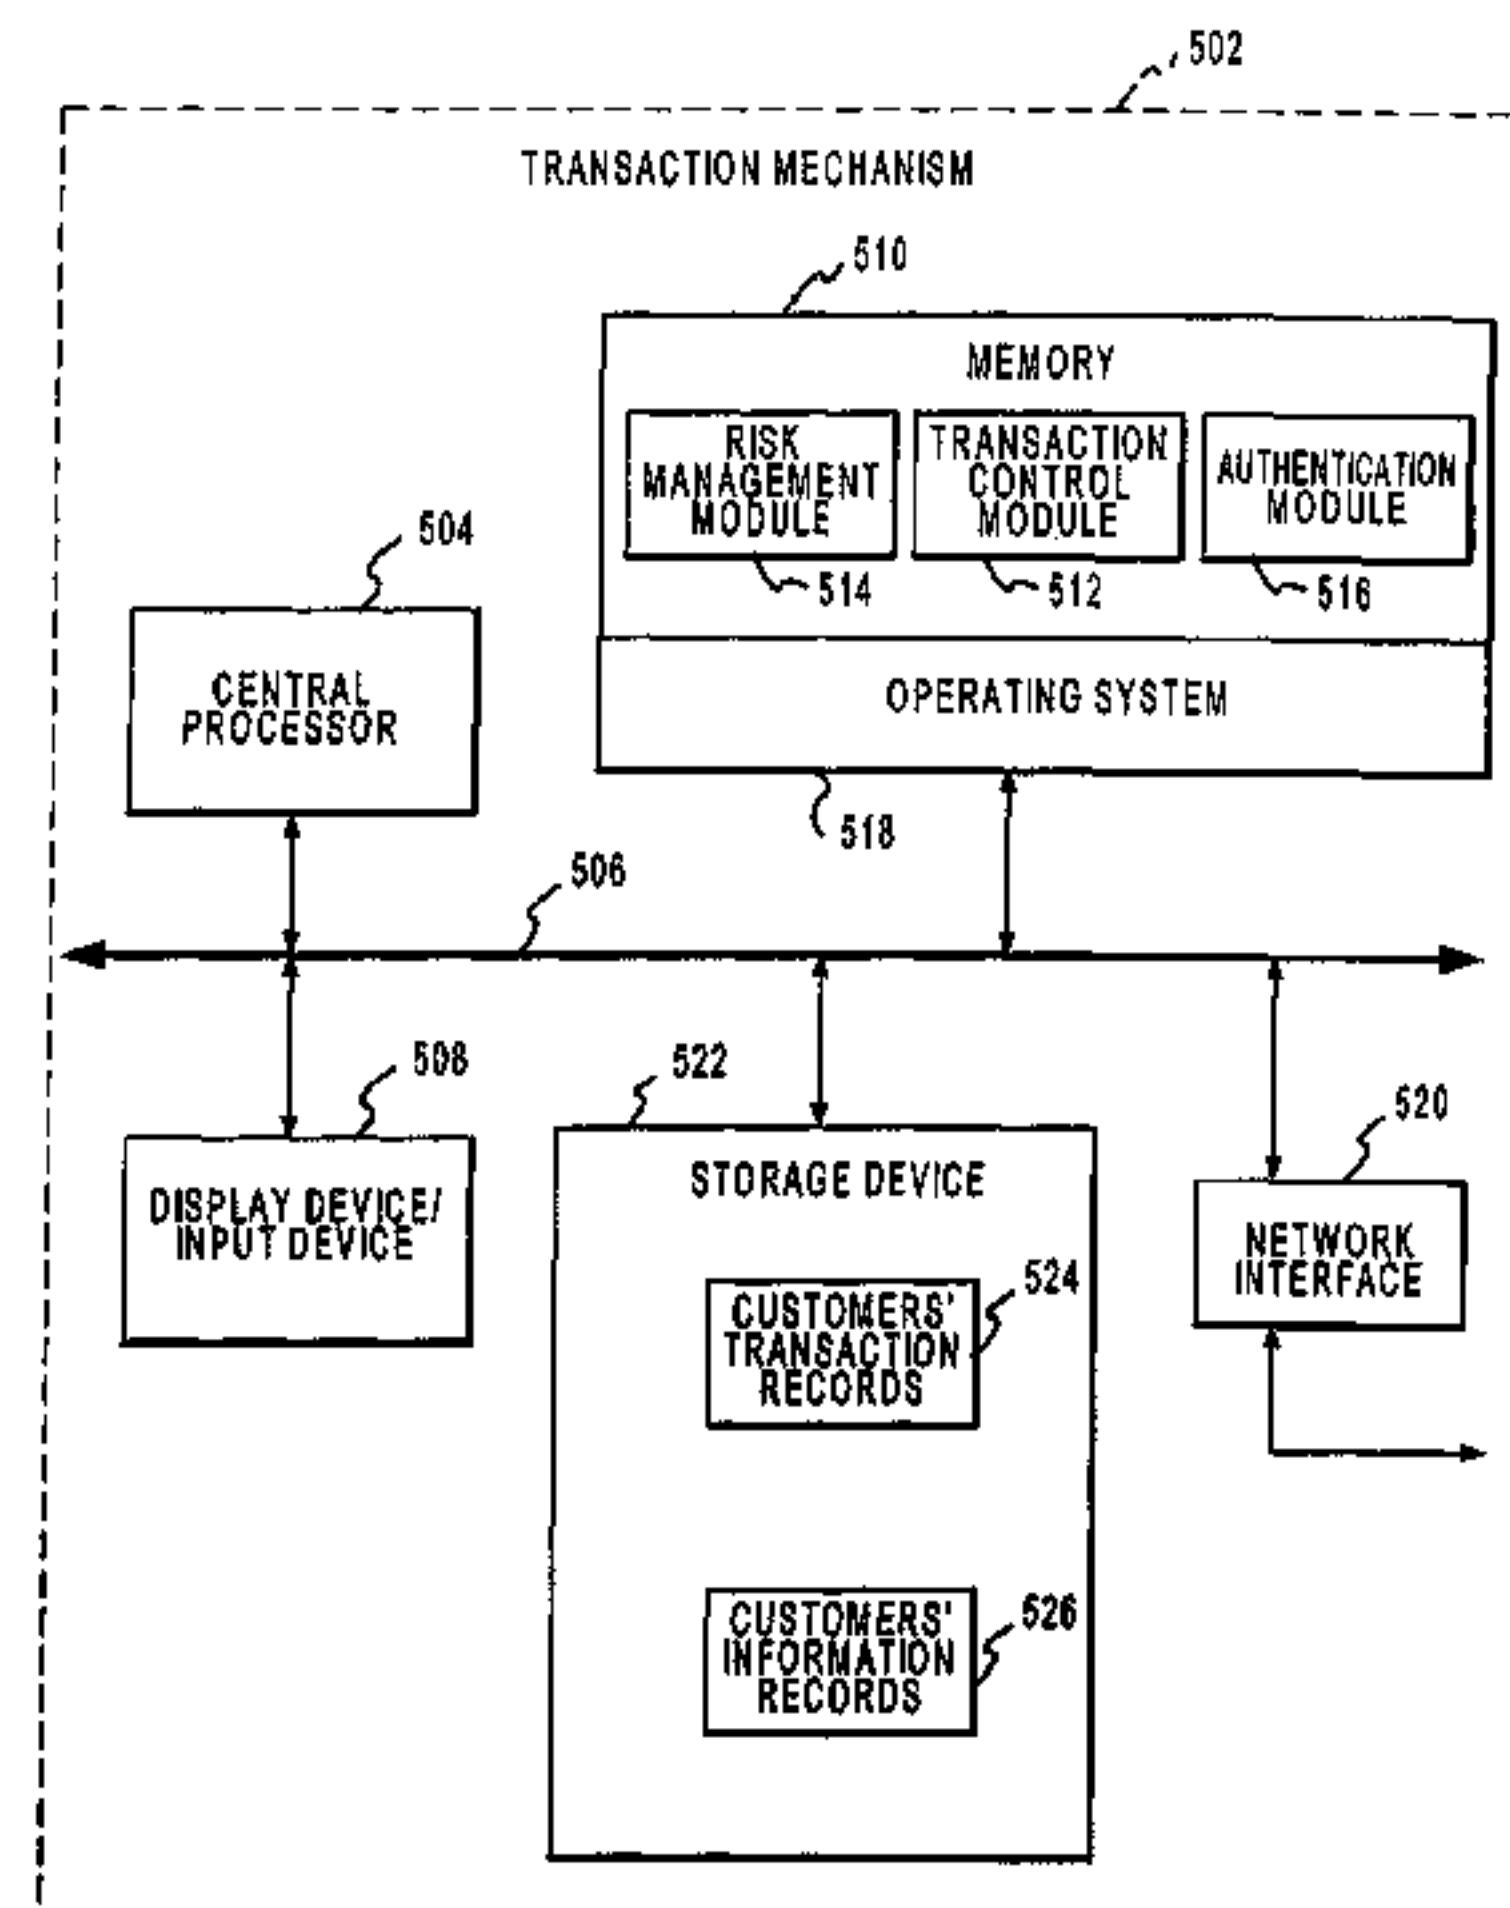 502
TRANSACTION MECHANISM
510
MEMORY
RISK
MANAGEMENT
MODULE
TRANSACTION
CONTROL
MODULE
AUTHENTICATION
MODULE
514
512
516
504
CENTRAL
PROCESSOR
OPERATING SYSTEM
518
506
508
DISPLAY DEVICE/
INPUT DEVICE
522
STORAGE DEVICE
524
CUSTOMERS'
TRANSACTION
RECORDS
526
CUSTOMERS'
INFORMATION
RECORDS
520
NETWORK
INTERFACE